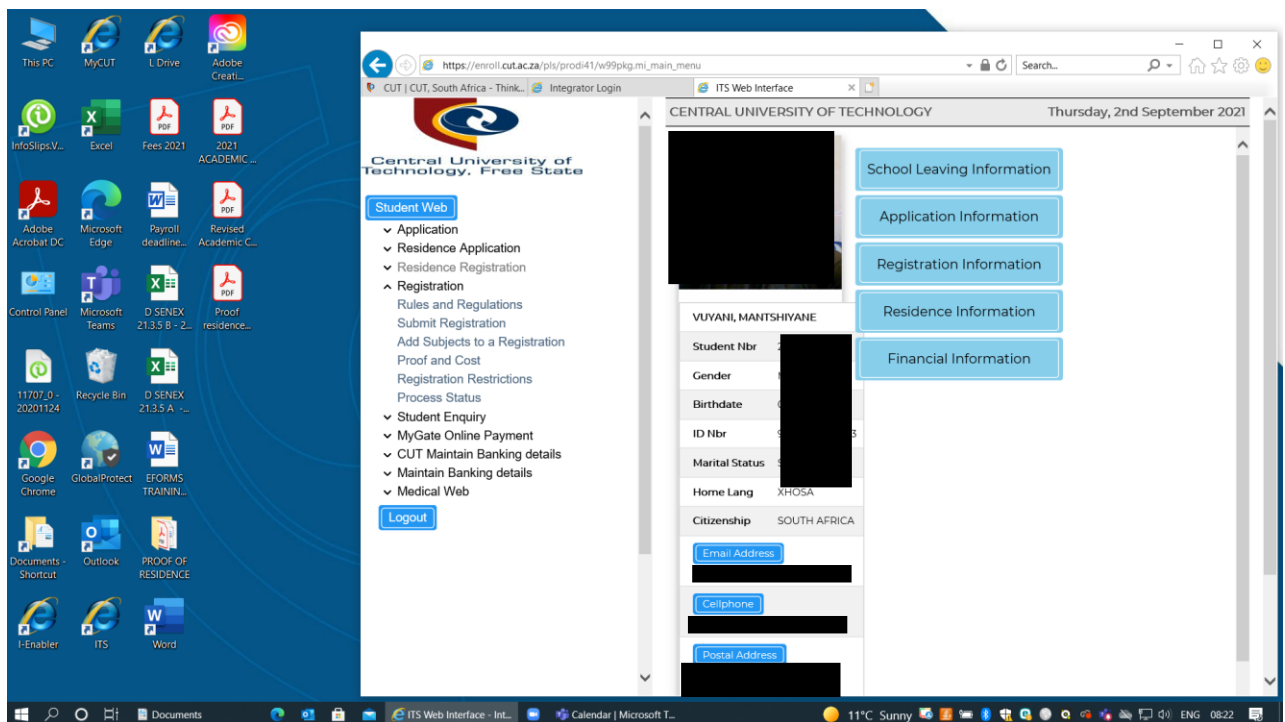 This PC
MyCUT
L Drive
Adobe
Creati...
InfoSlips.V...
Excel
Fees 2021
2021
ACADEMIC ...
Adobe
Acrobat DC
Microsoft
Edge
Payroll
deadline...
Revised
Academic C...
Control Panel
Microsoft
Teams
D SENEX
21.3.5 B - 2...
Proof
residence...
11707_0 -
20201124
Recycle Bin
D SENEX
21.3.5 A -...
Google
Chrome
GlobalProtect
EFORMS
TRAININ...
Documents -
Shortcut
Outlook
PROOF OF
RESIDENCE
I-Enabler
ITS
Word
https://enroll.cut.ac.za/pls/prodi41/w99pkg.mi_main_menu
Search...
CUT | CUT, South Africa - Think...
Integrator Login
ITS Web Interface
Central University of
Technology, Free State
Student Web
Application
Residence Application
Residence Registration
Registration
Rules and Regulations
Submit Registration
Add Subjects to a Registration
Proof and Cost
Registration Restrictions
Process Status
Student Enquiry
MyGate Online Payment
CUT Maintain Banking details
Maintain Banking details
Medical Web
Logout
CENTRAL UNIVERSITY OF TECHNOLOGY Thursday, 2nd September 2021
School Leaving Information
Application Information
Registration Information
Residence Information
Financial Information
VUYANI, MANTSHIYANE
Student Nbr
Gender
Birthdate
ID Nbr 3
Marital Status
Home Lang XHOSA
Citizenship SOUTH AFRICA
Email Address
Cellphone
Postal Address
Documents
ITS Web Interface - Int...
Calendar | Microsoft T...
11°C Sunny
ENG
08:22